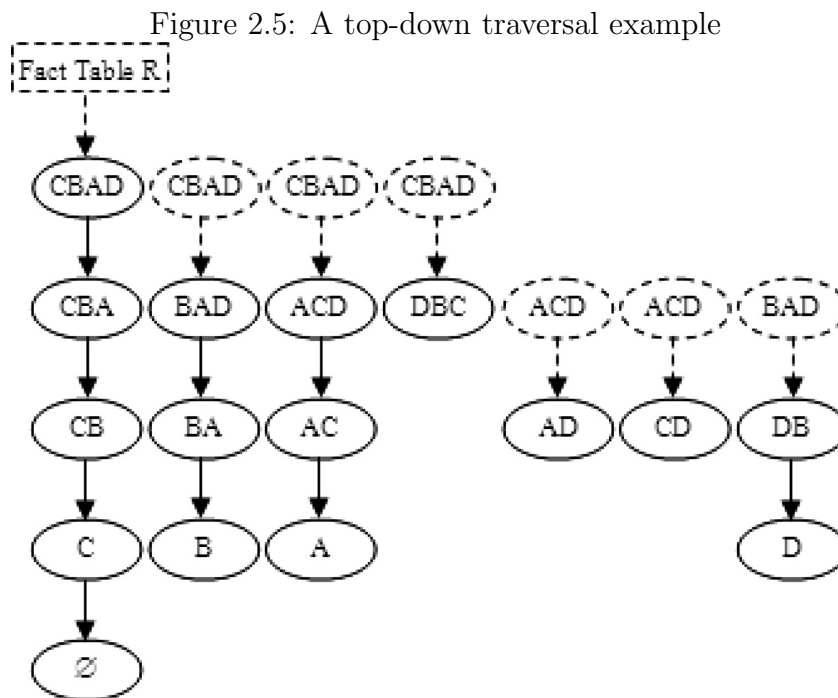 Figure 2.5: A top-down traversal example
Fact Table R
CBAD CBAD CBAD CBAD
CBA BAD ACD DBC ACD ACD BAD
CB BA AC AD CD DB
C B A D
∅